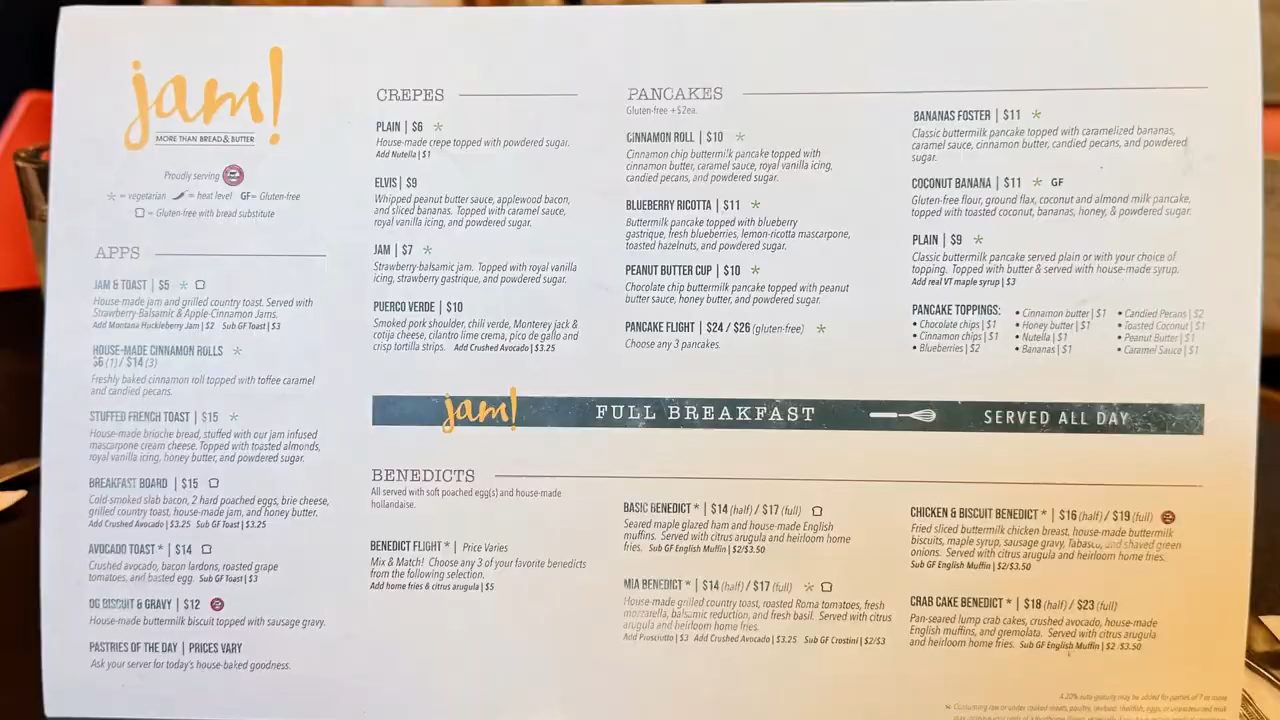 jam!
MORE THAN BREAD & BUTTER
Proudly serving
* = vegetarian = heat level GF= Gluten-free
= Gluten-free with bread substitute
APPS
JAM & TOAST | $5 *
House-made jam and grilled country toast. Served with
Strawberry-Balsamic & Apple-Cinnamon Jams.
Add Montana Huckleberry Jam | $2 Sub GF Toast | $3
HOUSE-MADE CINNAMON ROLLS *
$6 (1) / $14 (3)
Freshly baked cinnamon roll topped with toffee caramel
and candied pecans.
STUFFED FRENCH TOAST | $15 *
House-made brioche bread, stuffed with our jam infused
mascarpone cream cheese. Topped with toasted almonds,
royal vanilla icing, honey butter, and powdered sugar.
BREAKFAST BOARD | $15
Cold-smoked slab bacon, 2 hard poached eggs, brie cheese,
grilled country toast, house-made jam, and honey butter.
Add Crushed Avocado | $3.25 Sub GF Toast | $3.25
AVOCADO TOAST * | $14
Crushed avocado, bacon lardons, roasted grape
tomatoes, and basted egg. Sub GF Toast | $3
OG BISCUIT & GRAVY | $12
House-made buttermilk biscuit topped with sausage gravy.
PASTRIES OF THE DAY | PRICES VARY
Ask your server for today's house-baked goodness.
CREPES
PLAIN | $6 *
House-made crepe topped with powdered sugar.
Add Nutella | $1
ELVIS | $9
Whipped peanut butter sauce, applewood bacon,
and sliced bananas. Topped with caramel sauce,
royal vanilla icing, and powdered sugar.
JAM | $7 *
Strawberry-balsamic jam. Topped with royal vanilla
icing, strawberry gastrique, and powdered sugar.
PUERCO VERDE | $10
Smoked pork shoulder, chili verde, Monterey jack &
cotija cheese, cilantro lime crema, pico de gallo and
crisp tortilla strips. Add Crushed Avocado | $3.25
PANCAKES
Gluten-free +$2ea.
CINNAMON ROLL | $10 *
Cinnamon chip buttermilk pancake topped with
cinnamon butter, caramel sauce, royal vanilla icing,
candied pecans, and powdered sugar.
BLUEBERRY RICOTTA | $11 *
Buttermilk pancake topped with blueberry
gastrique, fresh blueberries, lemon-ricotta mascarpone,
toasted hazelnuts, and powdered sugar.
PEANUT BUTTER CUP | $10 *
Chocolate chip buttermilk pancake topped with peanut
butter sauce, honey butter, and powdered sugar.
PANCAKE FLIGHT | $24 / $26 (gluten-free) *
Choose any 3 pancakes.
BANANAS FOSTER | $11 *
Classic buttermilk pancake topped with caramelized bananas,
caramel sauce, cinnamon butter, candied pecans, and powdered
sugar.
COCONUT BANANA | $11 * GF
Gluten-free flour, ground flax, coconut and almond milk pancake,
topped with toasted coconut, bananas, honey, & powdered sugar.
PLAIN | $9 *
Classic buttermilk pancake served plain or with your choice of
topping. Topped with butter & served with house-made syrup.
Add real VT maple syrup | $3
PANCAKE TOPPINGS:
• Chocolate chips | $1
• Cinnamon chips | $1
• Blueberries | $2
• Cinnamon butter | $1
• Honey butter | $1
• Nutella | $1
• Bananas | $1
• Candied Pecans | $2
• Toasted Coconut | $1
• Peanut Butter | $1
• Caramel Sauce | $1
jam! FULL BREAKFAST SERVED ALL DAY
BENEDICTS
All served with soft poached egg(s) and house-made
hollandaise.
BENEDICT FLIGHT * | Price Varies
Mix & Match! Choose any 3 of your favorite benedicts
from the following selection.
Add home fries & citrus arugula | $5
BASIC BENEDICT * | $14 (half) / $17 (full)
Seared maple glazed ham and house-made English
muffins. Served with citrus arugula and heirloom home
fries. Sub GF English Muffin | $2/$3.50
MIA BENEDICT * | $14 (half) / $17 (full) *
House-made grilled country toast, roasted Roma tomatoes, fresh
mozzarella, balsamic reduction, and fresh basil. Served with citrus
arugula and heirloom home fries.
Add Prosciutto | $3 Add Crushed Avocado | $3.25 Sub GF Crostini | $2/$3
CHICKEN & BISCUIT BENEDICT * | $16 (half) / $19 (full)
Fried sliced buttermilk chicken breast, house-made buttermilk
biscuits, maple syrup, sausage gravy, Tabasco, and shaved green
onions. Served with citrus arugula and heirloom home fries.
Sub GF English Muffin | $2/$3.50
CRAB CAKE BENEDICT * | $18 (half) / $23 (full)
Pan-seared lump crab cakes, crushed avocado, house-made
English muffins, and gremolata. Served with citrus arugula
and heirloom home fries. Sub GF English Muffin | $2 /$3.50
A 20% auto gratuity may be added for parties of 7 or more
* Consuming raw or under cooked meats, poultry, seafood, shellfish, eggs, or unpasteurized milk